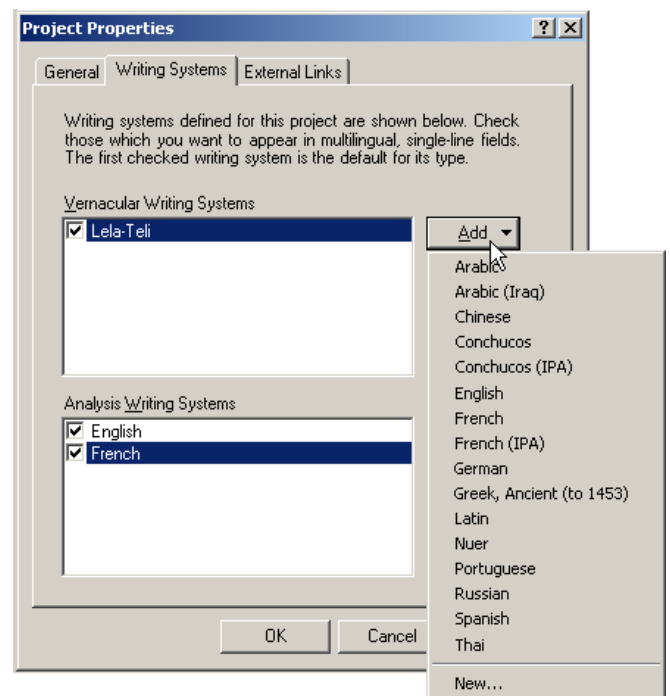 Project Properties
General Writing Systems External Links
Writing systems defined for this project are shown below. Check
those which you want to appear in multilingual, single-line fields.
The first checked writing system is the default for its type.
Vernacular Writing Systems
Lela-Teli
Add
Arabic
Arabic (Iraq)
Chinese
Conchucos
Conchucos (IPA)
English
French
French (IPA)
German
Greek, Ancient (to 1453)
Latin
Nuer
Portuguese
Russian
Spanish
Thai
New...
Analysis Writing Systems
English
French
OK Cancel